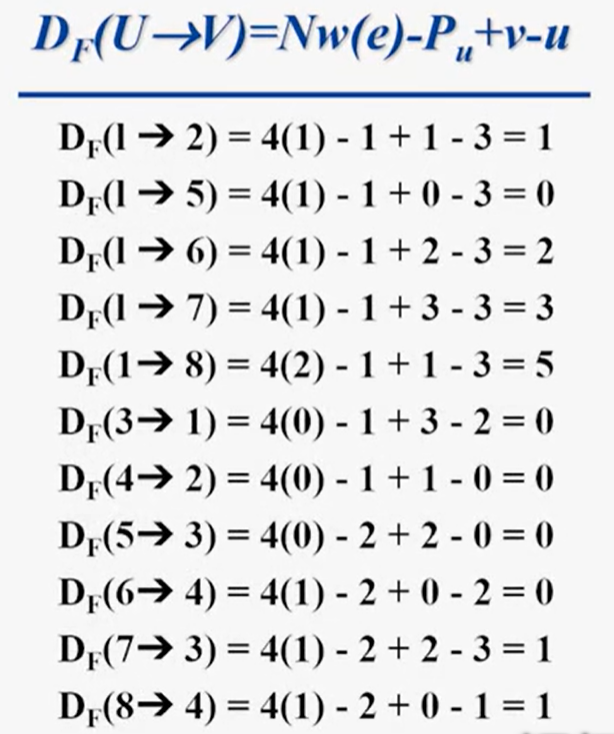 D_F(U→V)=Nw(e)-P_u+v-u
D_F(1 ➔ 2) = 4(1) - 1 + 1 - 3 = 1
D_F(1 ➔ 5) = 4(1) - 1 + 0 - 3 = 0
D_F(1 ➔ 6) = 4(1) - 1 + 2 - 3 = 2
D_F(1 ➔ 7) = 4(1) - 1 + 3 - 3 = 3
D_F(1➔ 8) = 4(2) - 1 + 1 - 3 = 5
D_F(3➔ 1) = 4(0) - 1 + 3 - 2 = 0
D_F(4➔ 2) = 4(0) - 1 + 1 - 0 = 0
D_F(5➔ 3) = 4(0) - 2 + 2 - 0 = 0
D_F(6➔ 4) = 4(1) - 2 + 0 - 2 = 0
D_F(7➔ 3) = 4(1) - 2 + 2 - 3 = 1
D_F(8➔ 4) = 4(1) - 2 + 0 - 1 = 1